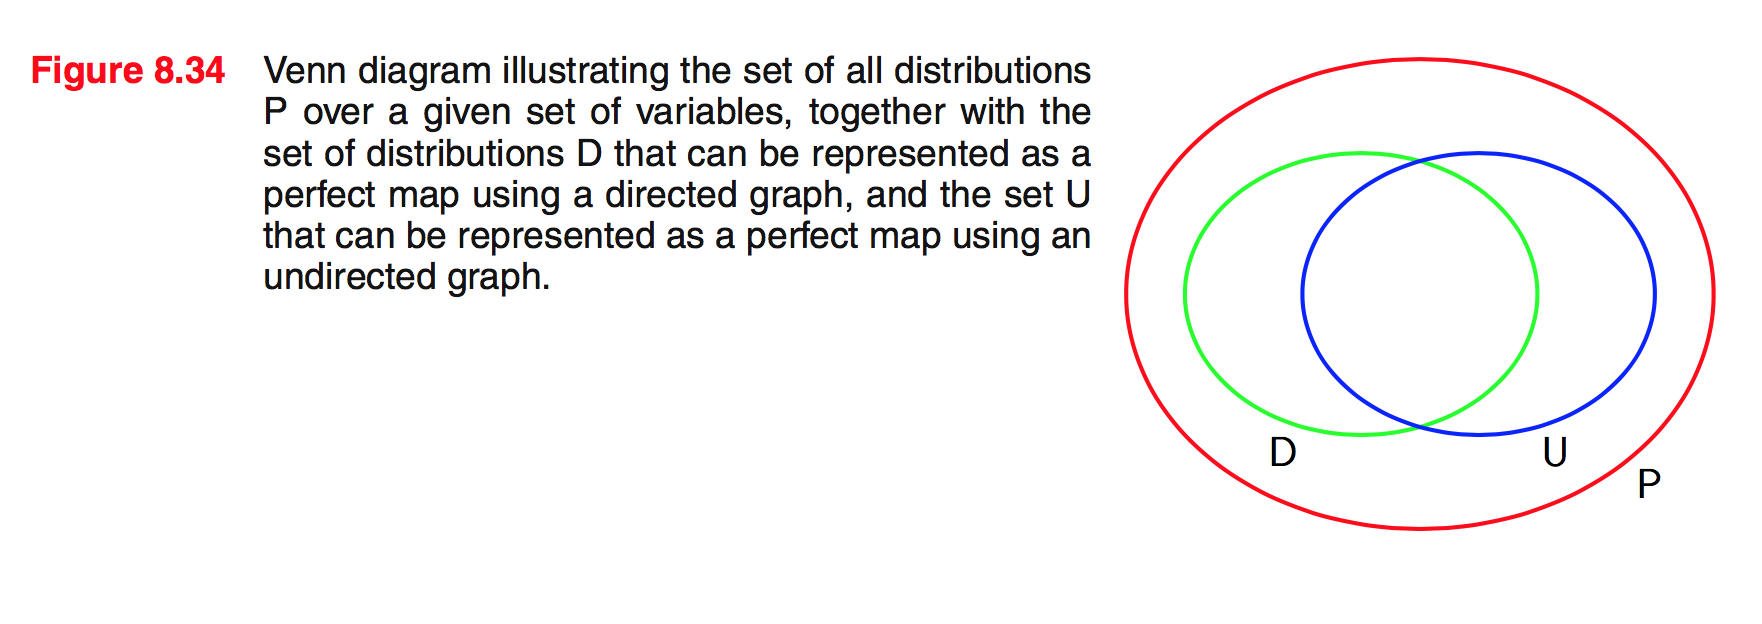 Figure 8.34 Venn diagram illustrating the set of all distributions
P over a given set of variables, together with the
set of distributions D that can be represented as a
perfect map using a directed graph, and the set U
that can be represented as a perfect map using an
undirected graph.
D
U
P